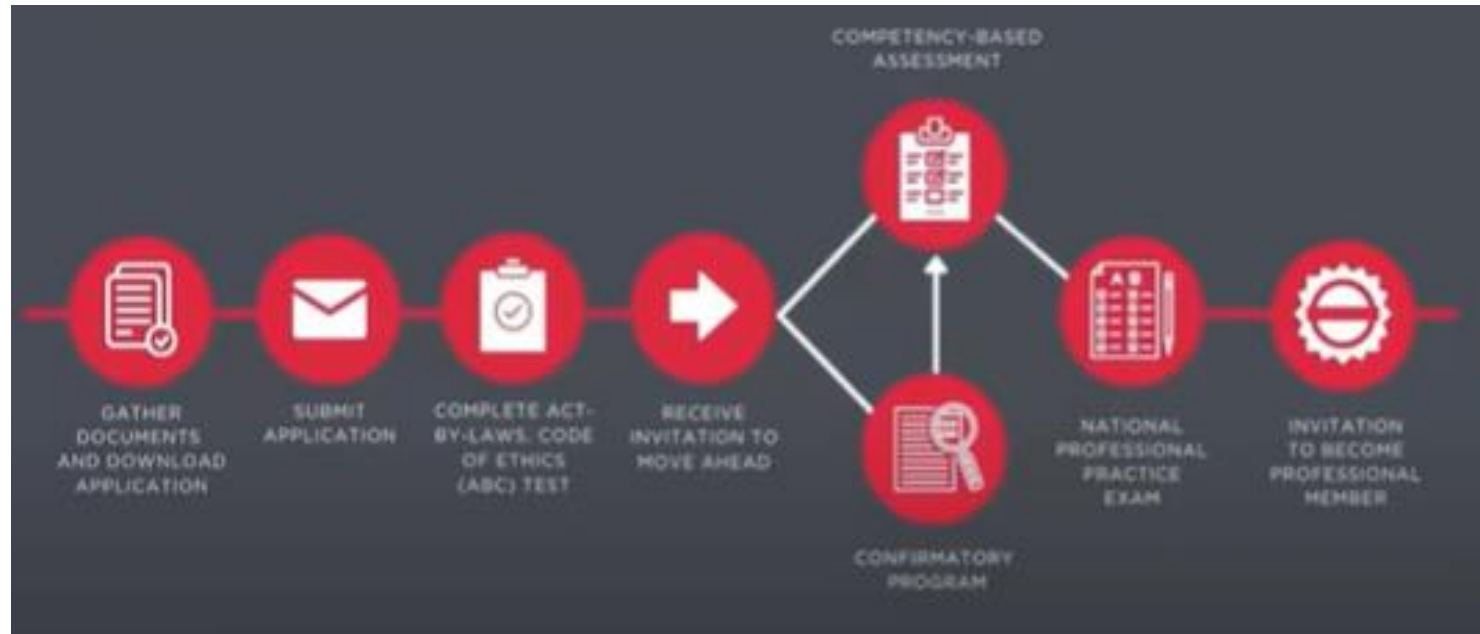 COMPETENCY-BASED
ASSESSMENT
GATHER
DOCUMENTS
AND DOWNLOAD
APPLICATION
SUBMIT
APPLICATION
COMPLETE ACT-
BY-LAWS, CODE
OF ETHICS
(ABC) TEST
RECEIVE
INVITATION TO
MOVE AHEAD
A B
CONFIRMATORY
PROGRAM
NATIONAL
PROFESSIONAL
PRACTICE
EXAM
INVITATION
TO BECOME
PROFESSIONAL
MEMBER